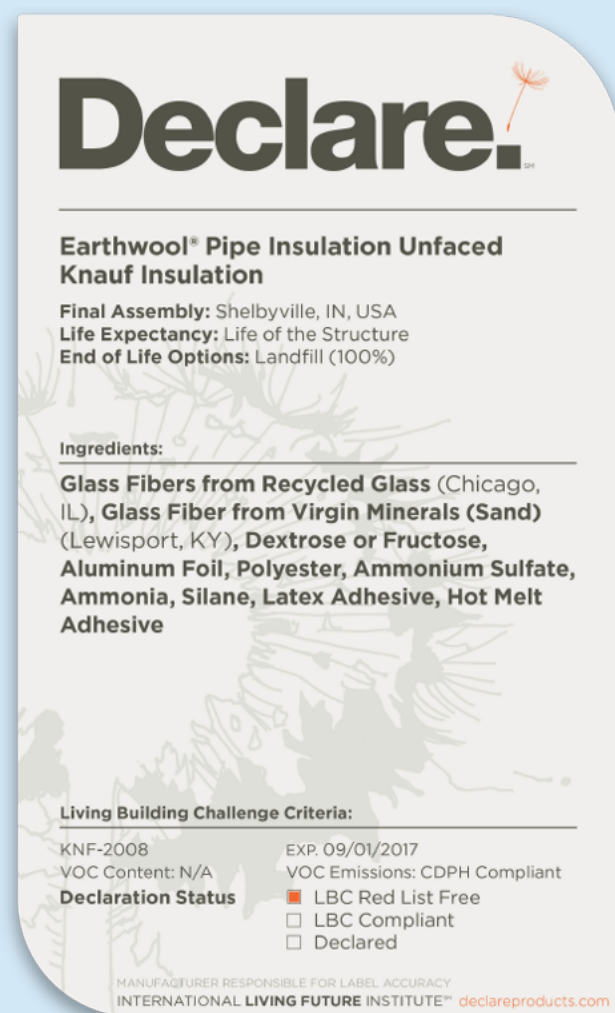 Declare.℠
Earthwool® Pipe Insulation Unfaced
Knauf Insulation
Final Assembly: Shelbyville, IN, USA
Life Expectancy: Life of the Structure
End of Life Options: Landfill (100%)
Ingredients:
Glass Fibers from Recycled Glass (Chicago,
IL), Glass Fiber from Virgin Minerals (Sand)
(Lewisport, KY), Dextrose or Fructose,
Aluminum Foil, Polyester, Ammonium Sulfate,
Ammonia, Silane, Latex Adhesive, Hot Melt
Adhesive
Living Building Challenge Criteria:
KNF-2008 EXP. 09/01/2017
VOC Content: N/A VOC Emissions: CDPH Compliant
Declaration Status LBC Red List Free
LBC Compliant
Declared
MANUFACTURER RESPONSIBLE FOR LABEL ACCURACY
INTERNATIONAL LIVING FUTURE INSTITUTE℠ declareproducts.com